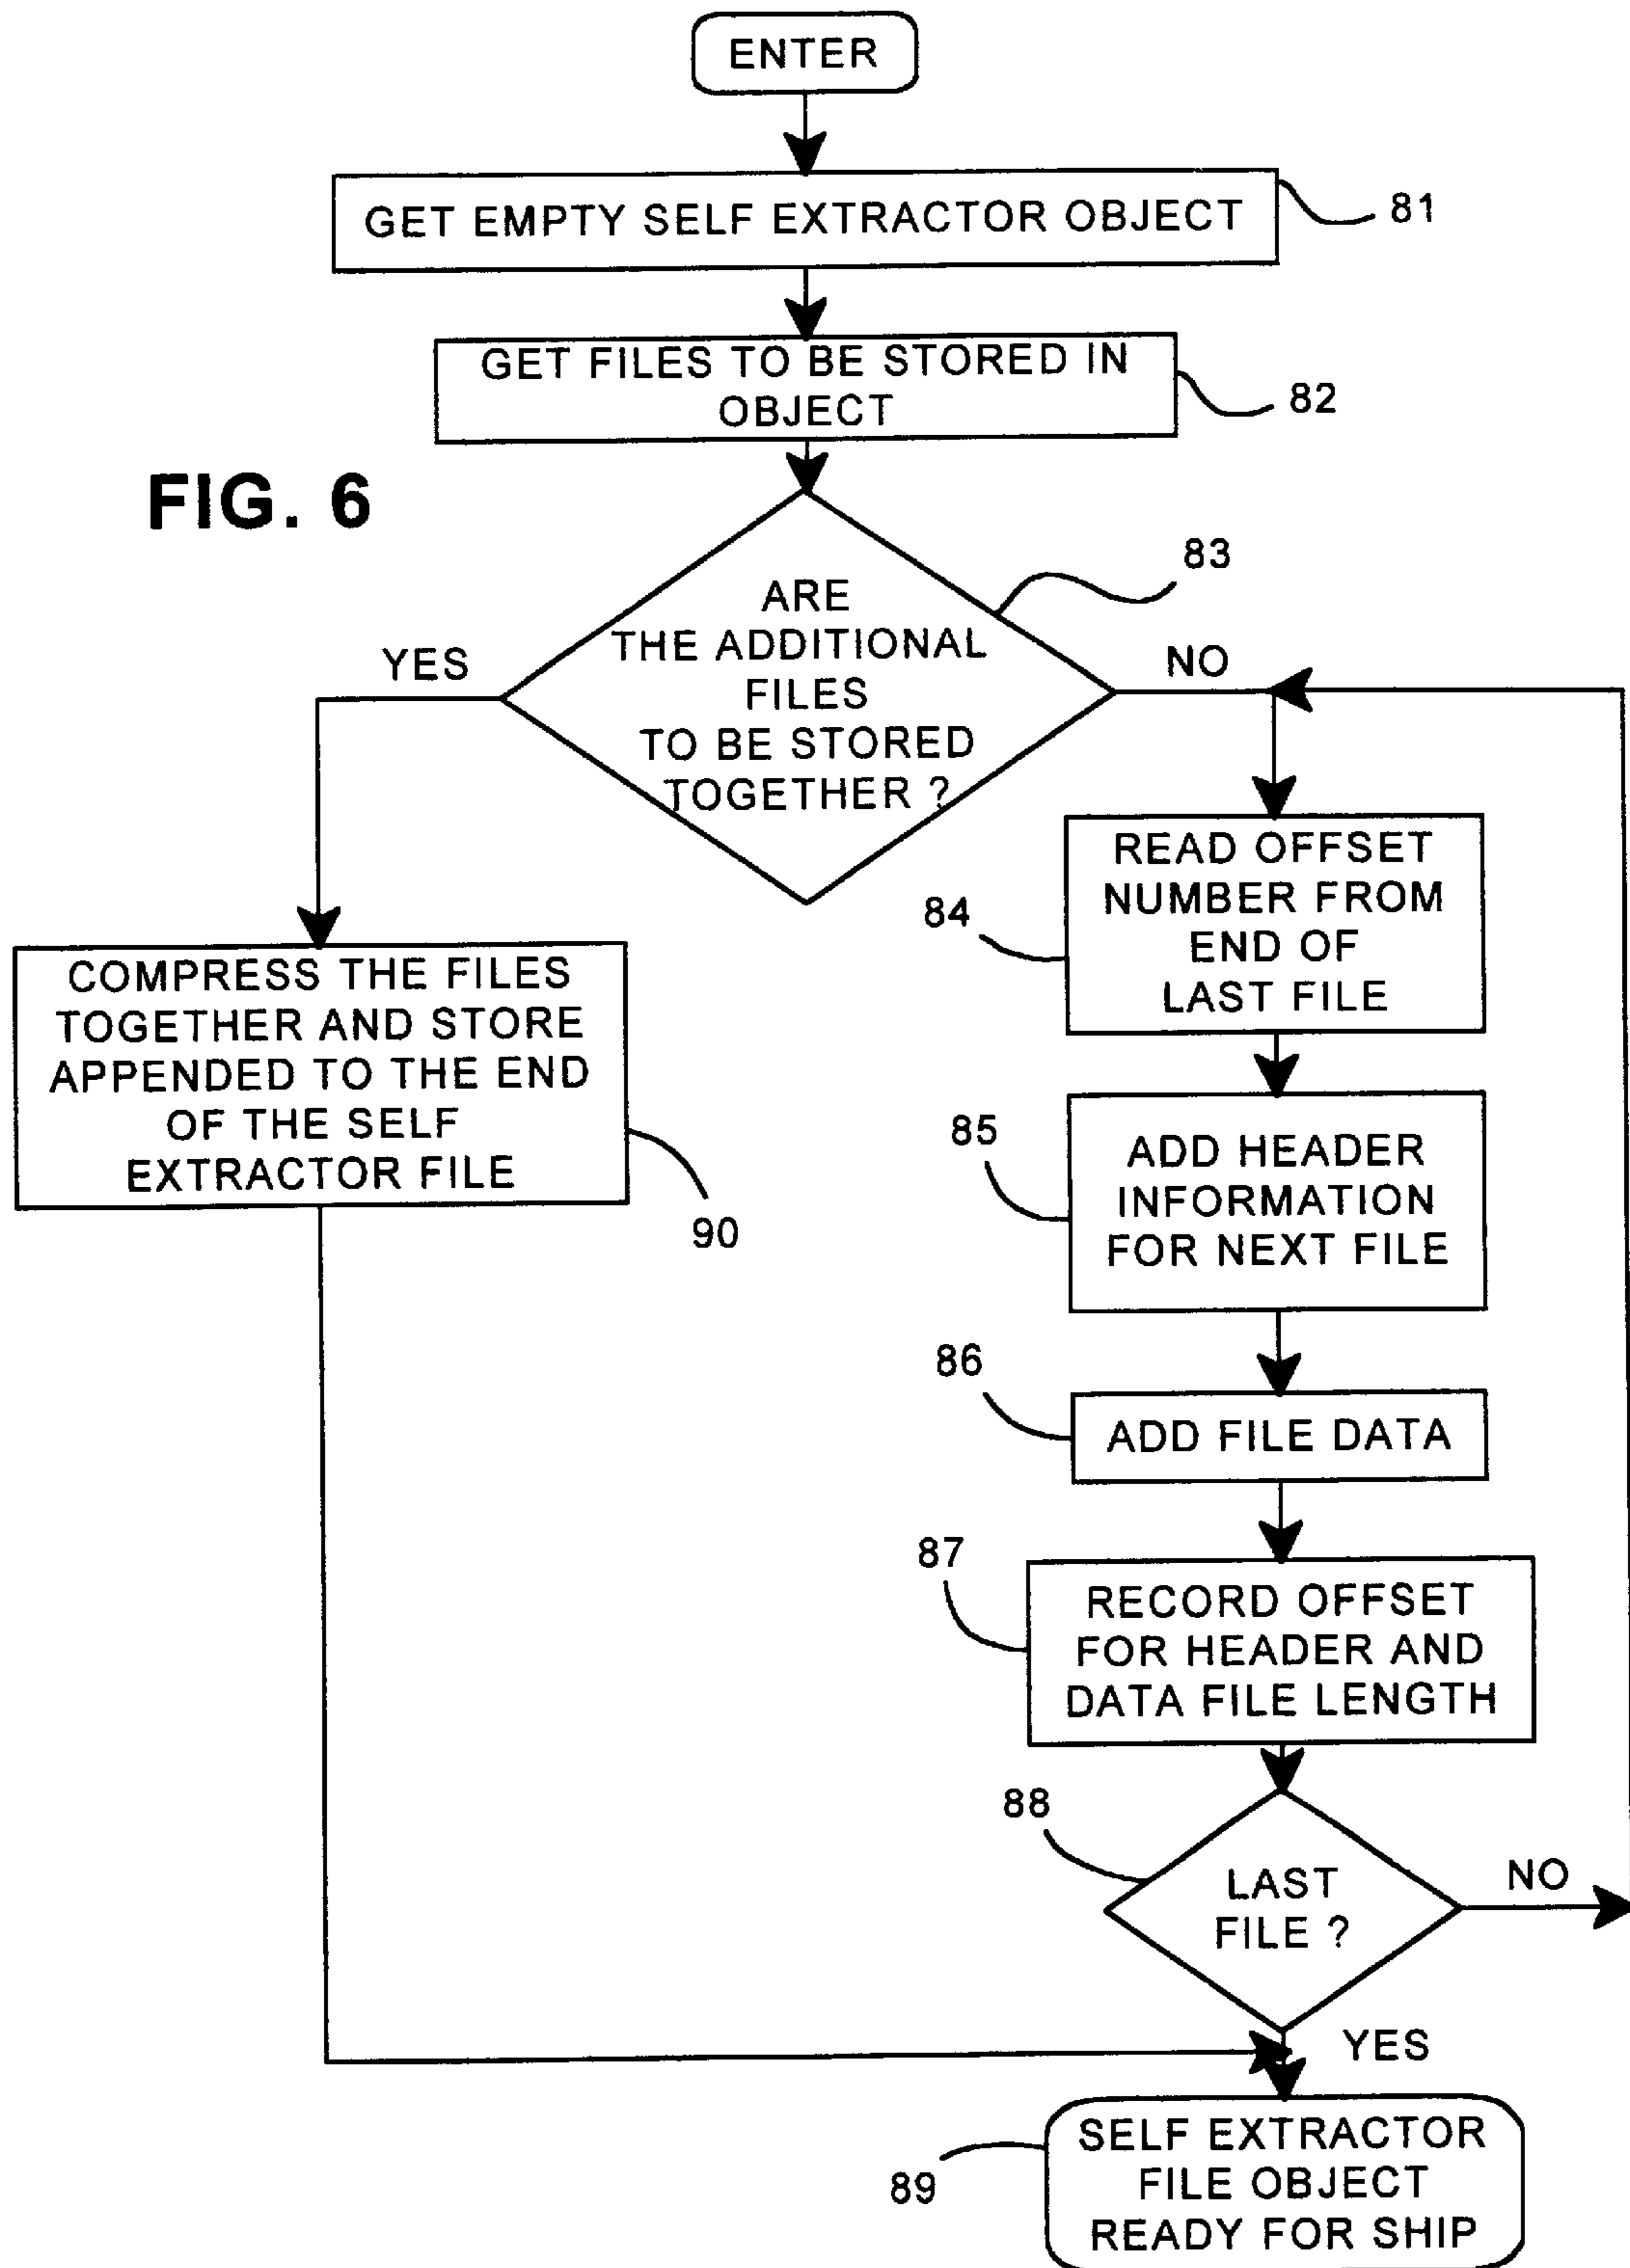 ENTER
GET EMPTY SELF EXTRACTOR OBJECT
81
GET FILES TO BE STORED IN
OBJECT
82
FIG. 6
83
ARE
THE ADDITIONAL
FILES
TO BE STORED
TOGETHER ?
YES
NO
READ OFFSET
NUMBER FROM
END OF
LAST FILE
84
COMPRESS THE FILES
TOGETHER AND STORE
APPENDED TO THE END
OF THE SELF
EXTRACTOR FILE
90
85
ADD HEADER
INFORMATION
FOR NEXT FILE
86
ADD FILE DATA
87
RECORD OFFSET
FOR HEADER AND
DATA FILE LENGTH
88
LAST
FILE ?
NO
YES
SELF EXTRACTOR
FILE OBJECT
READY FOR SHIP
89